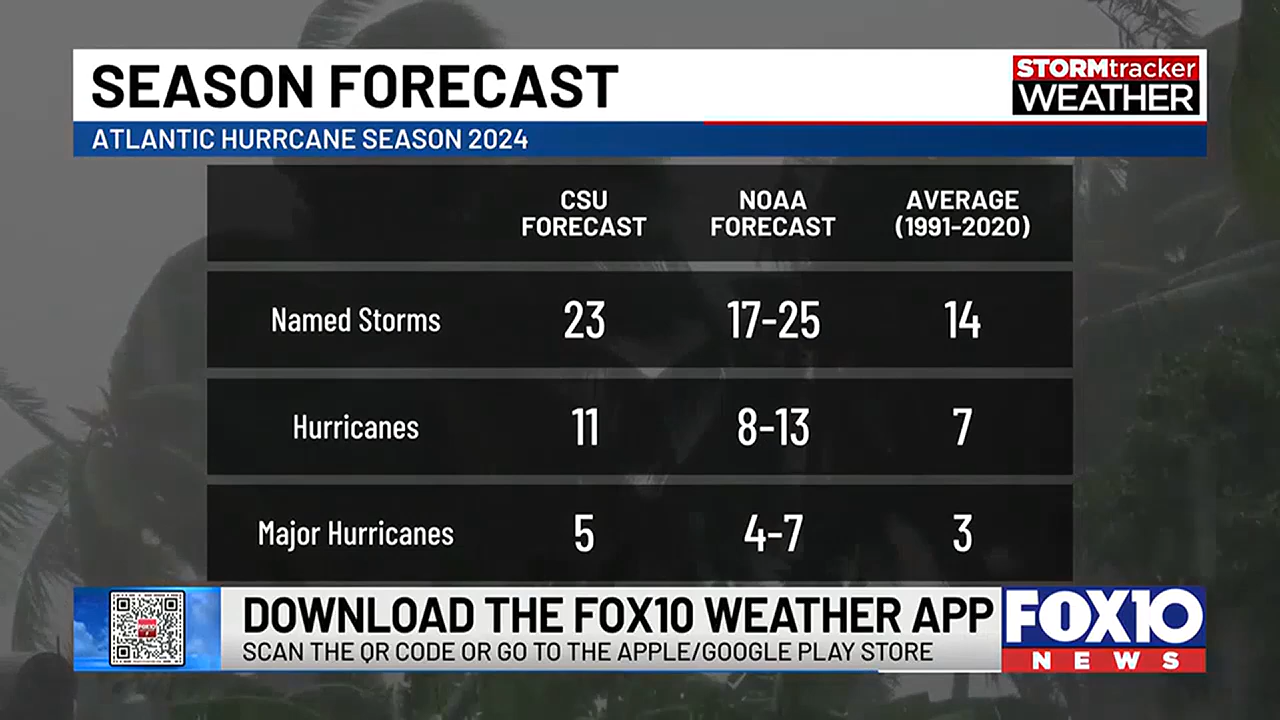 SEASON FORECAST
STORMtracker
WEATHER
ATLANTIC HURRCANE SEASON 2024
CSU
FORECAST
NOAA
FORECAST
AVERAGE
(1991-2020)
Named Storms 23 17-25 14
Hurricanes 11 8-13 7
Major Hurricanes 5 4-7 3
DOWNLOAD THE FOX10 WEATHER APP
SCAN THE QR CODE OR GO TO THE APPLE/GOOGLE PLAY STORE
FOX10
NEWS